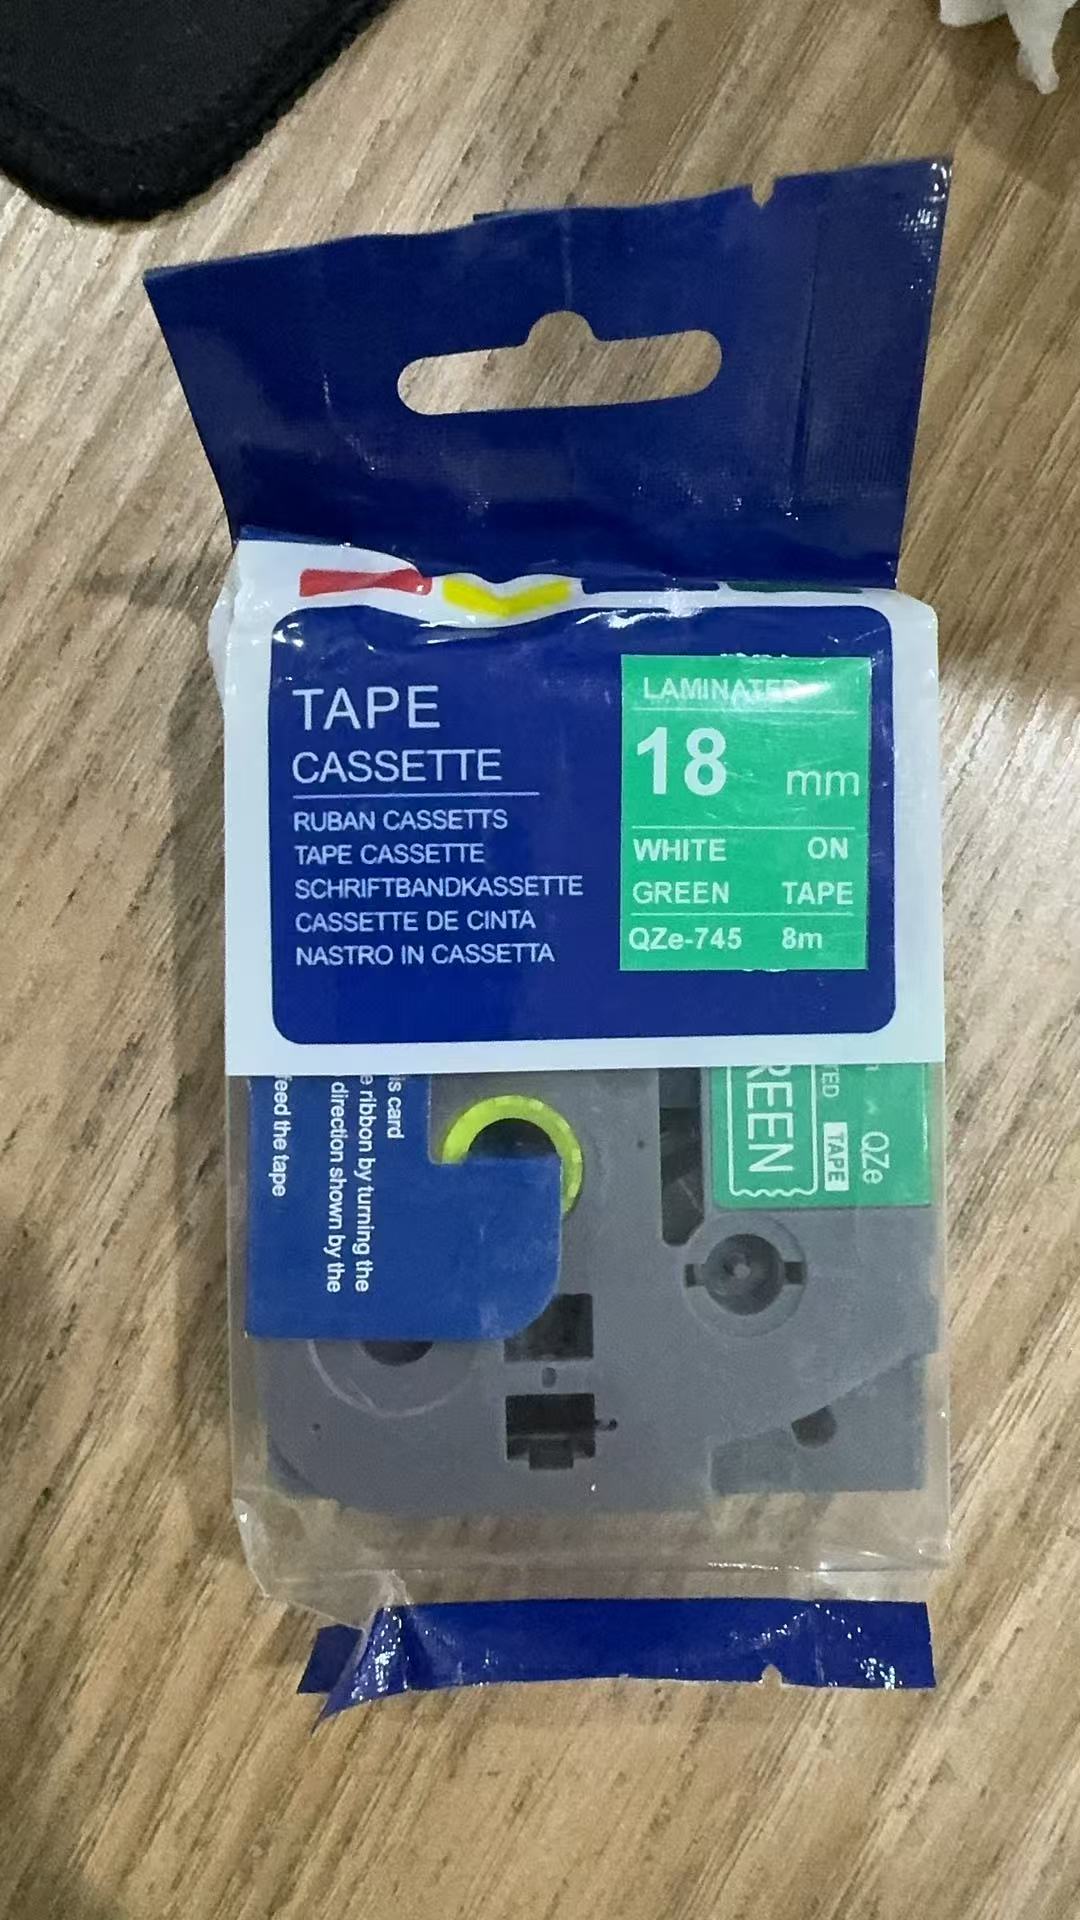 TAPE
CASSETTE
RUBAN CASSETTS
TAPE CASSETTE
SCHRIFTBANDKASSETTE
CASSETTE DE CINTA
NASTRO IN CASSETTA
LAMINATED
18 mm
WHITE ON
GREEN TAPE
QZe-745 8m
is card
ribbon by turning the
direction shown by the
feed the tape
QZe
TAPE